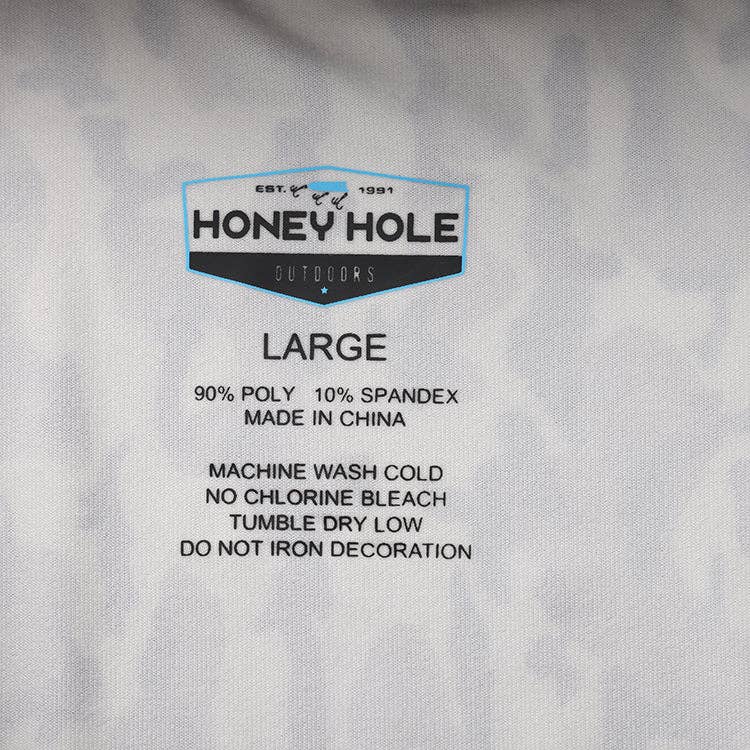 EST. 1991
HONEY HOLE
OUTDOORS
LARGE
90% POLY 10% SPANDEX
MADE IN CHINA
MACHINE WASH COLD
NO CHLORINE BLEACH
TUMBLE DRY LOW
DO NOT IRON DECORATION